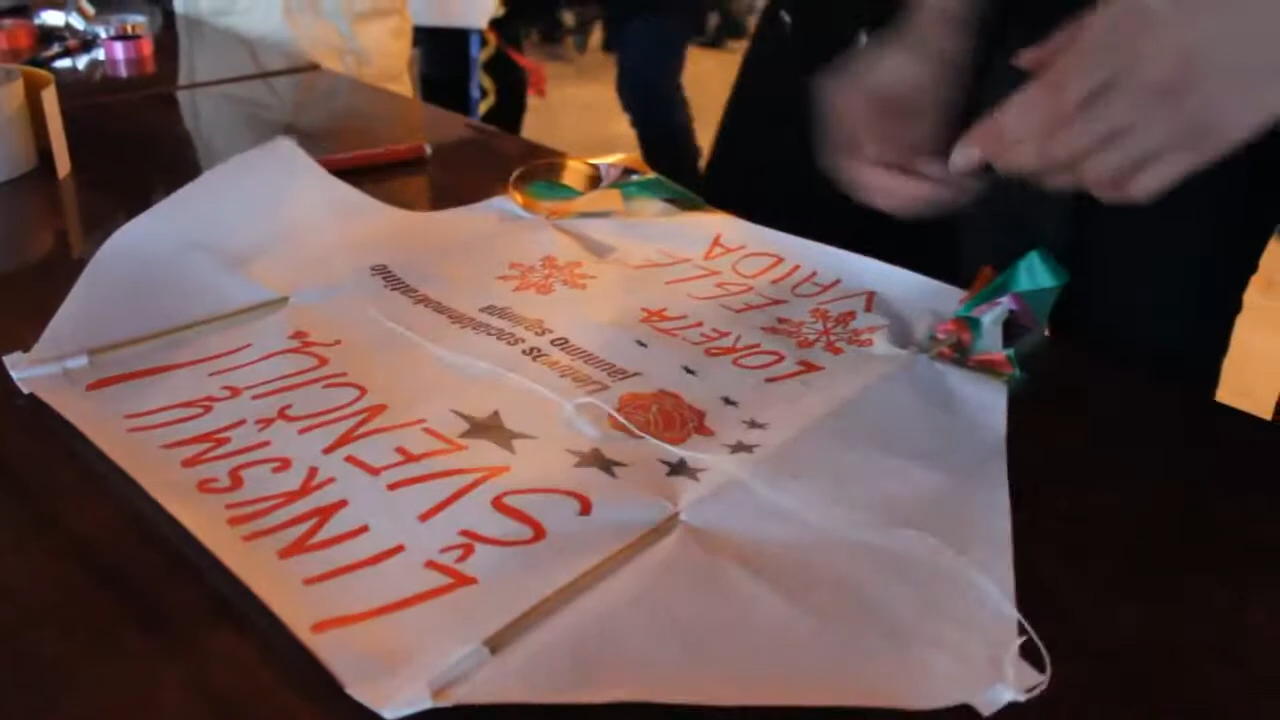 LINKSMŲ!
ŠVENČIŲ
Lietuvos socialdemokratinio
jaunimo sąjunga
LORETA
EGLĖ
VAIDA